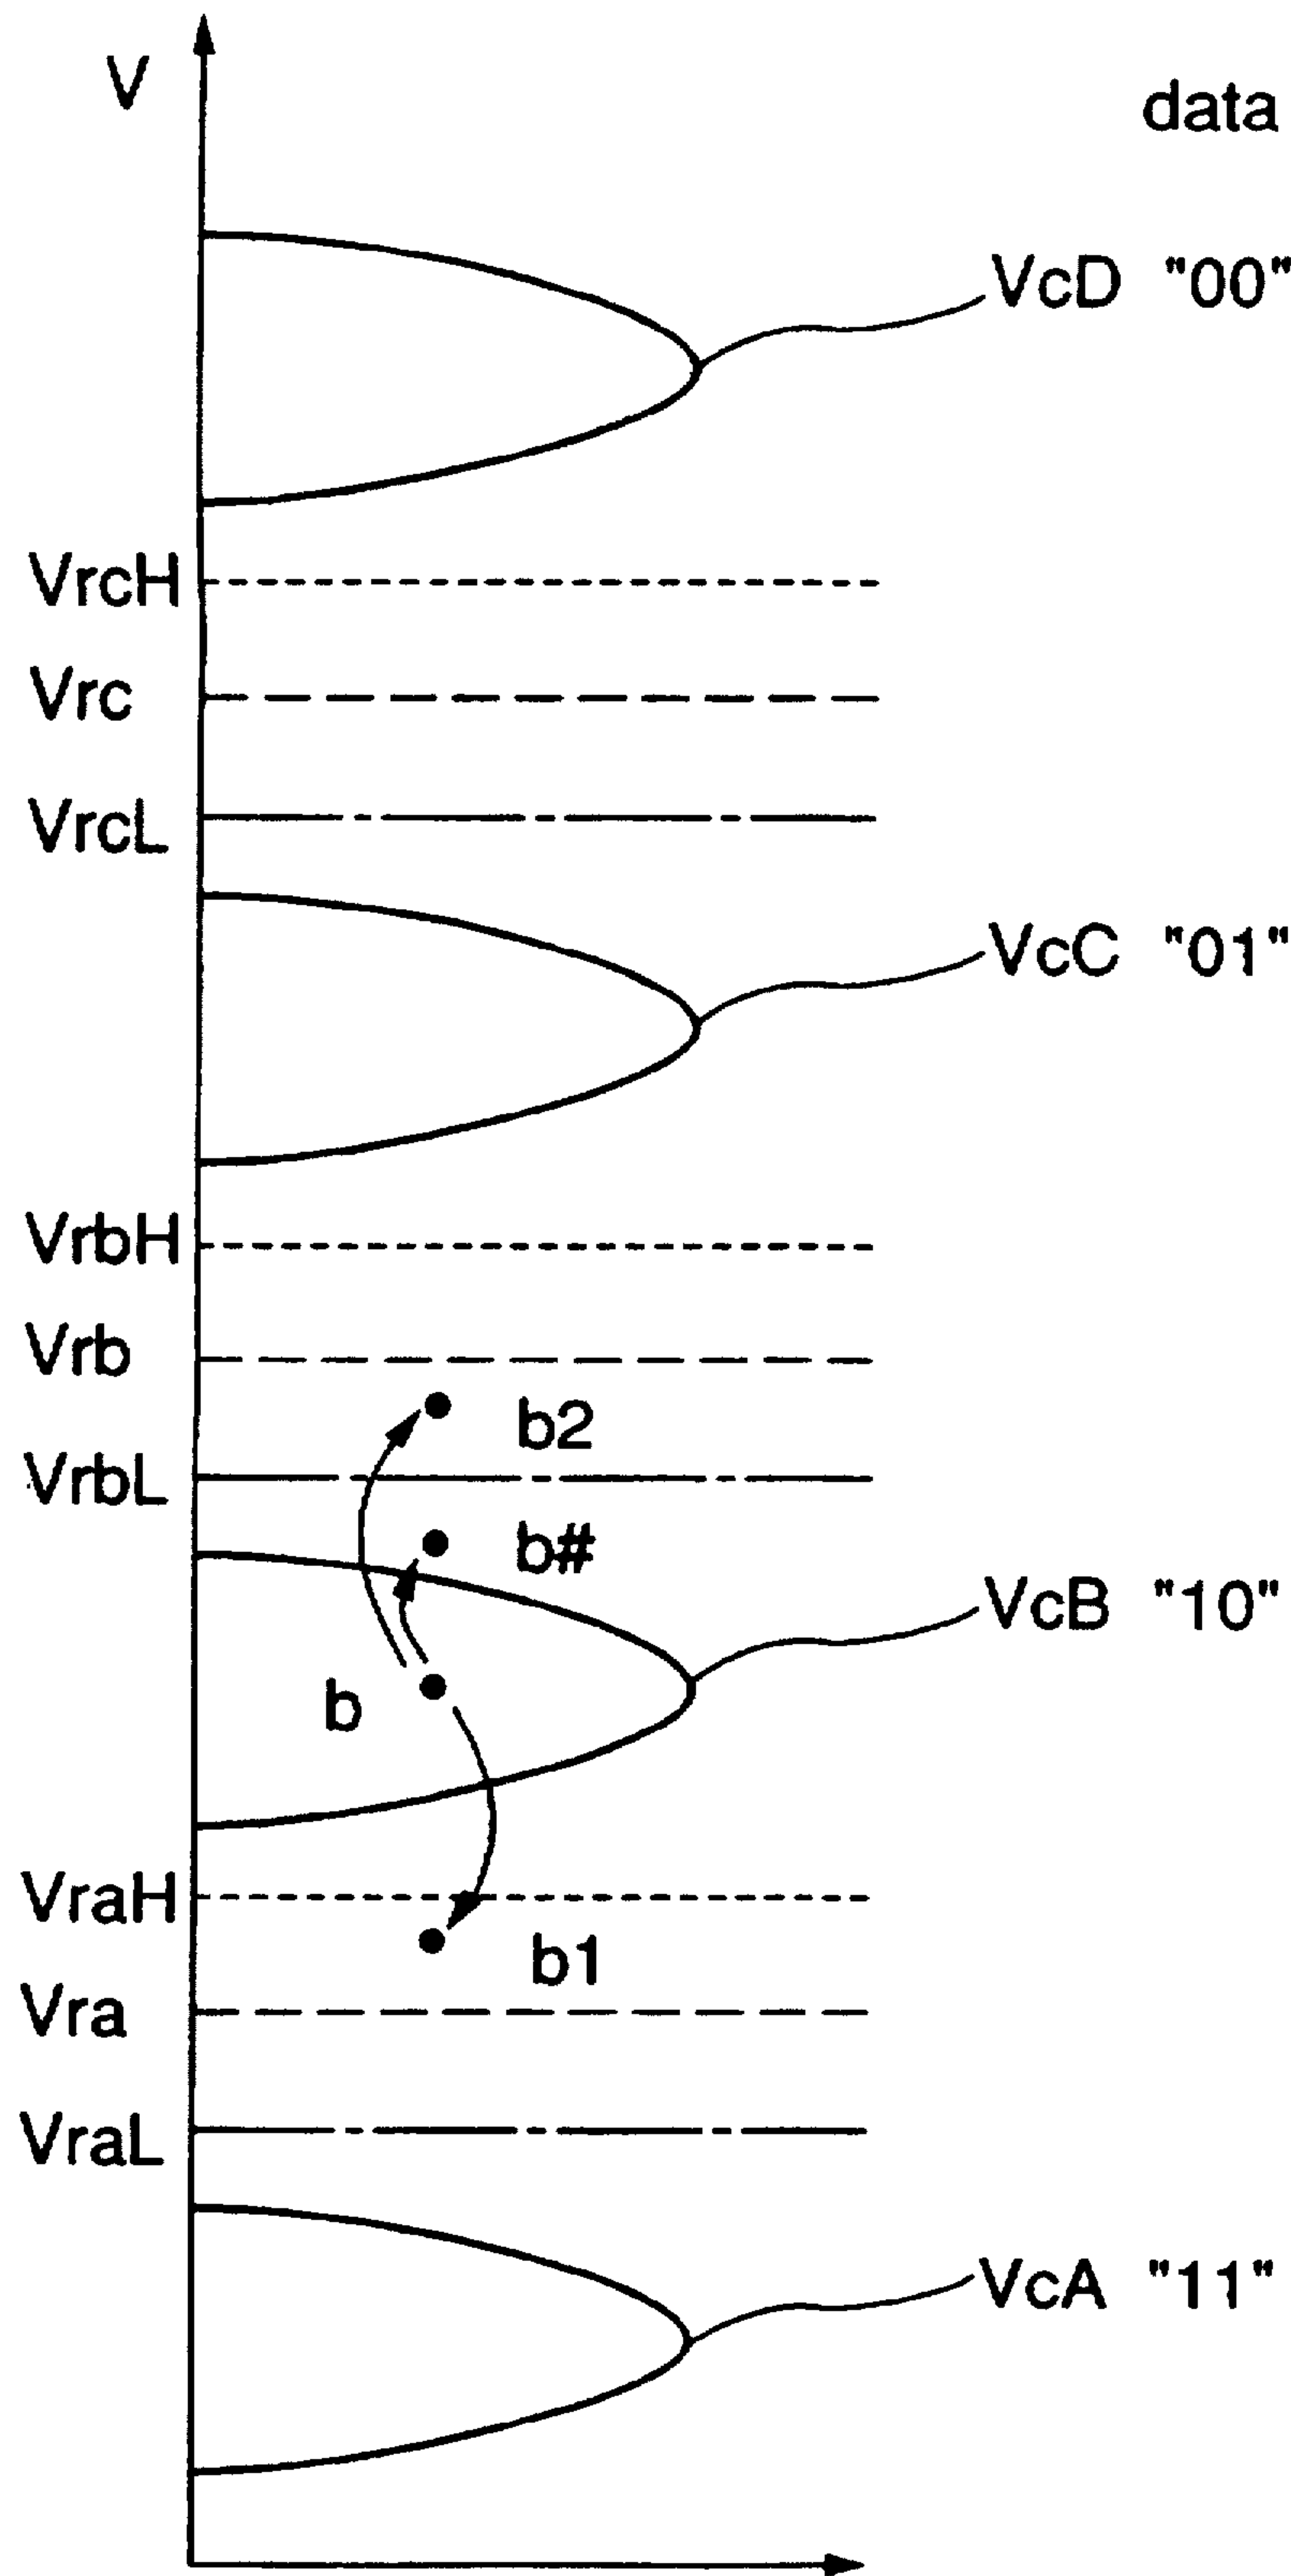 V
data
VcD "00"
VrcH
Vrc
VrcL
VcC "01"
VrbH
Vrb
b2
VrbL
b#
VcB "10"
b
VraH
b1
Vra
VraL
VcA "11"